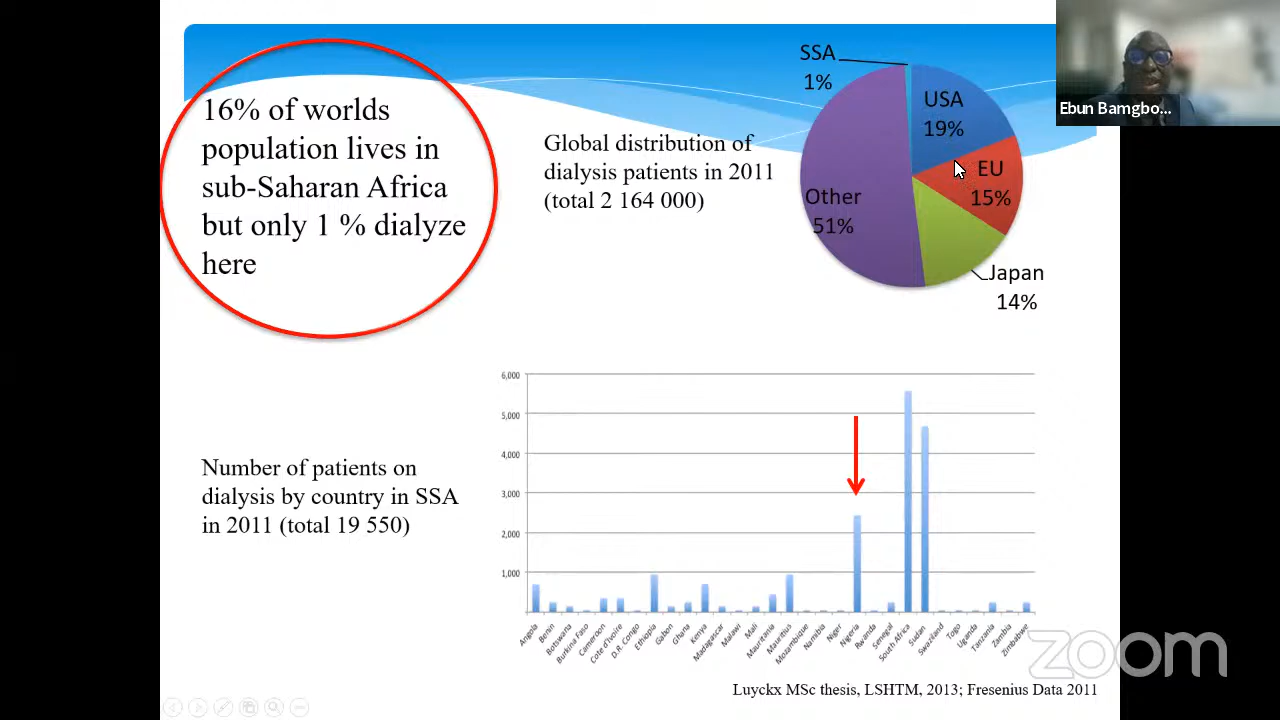 16% of worlds
population lives in
sub-Saharan Africa
but only 1 % dialyze
here
Global distribution of
dialysis patients in 2011
(total 2 164 000)
SSA
1%
USA
19%
EU
15%
Other
51%
Japan
14%
Ebun Bamgbo...
Number of patients on
dialysis by country in SSA
in 2011 (total 19 550)
6,000
5,000
4,000
3,000
2,000
1,000
Angola
Benin
Botswana
Burkina Faso
Cameroon
Cote d'Ivoire
D.R. Congo
Ethiopia
Gabon
Ghana
Kenya
Madagascar
Malawi
Mali
Mauritania
Mauritius
Mozambique
Namibia
Niger
Nigeria
Rwanda
Senegal
South Africa
Sudan
Swaziland
Togo
Uganda
Tanzania
Zambia
Zimbabwe
zoom
Luyckx MSc thesis, LSHTM, 2013; Fresenius Data 2011